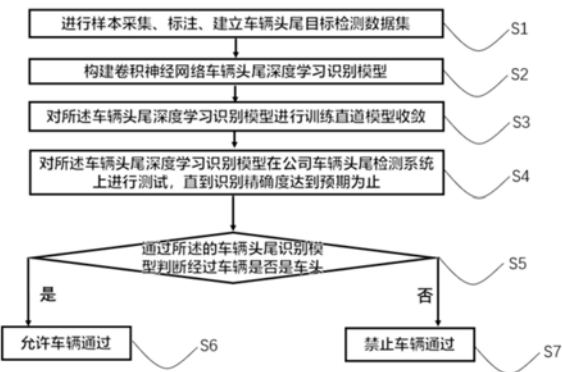 进行样本采集、标注、建立车辆头尾目标检测数据集
S1
构建卷积神经网络车辆头尾深度学习识别模型
S2
对所述车辆头尾深度学习识别模型进行训练直道模型收敛
S3
对所述车辆头尾深度学习识别模型在公司车辆头尾检测系统
上进行测试，直到识别精确度达到预期为止
S4
通过所述的车辆头尾识别模
型判断经过车辆是否是车头
S5
是
否
允许车辆通过
S6
禁止车辆通过
S7